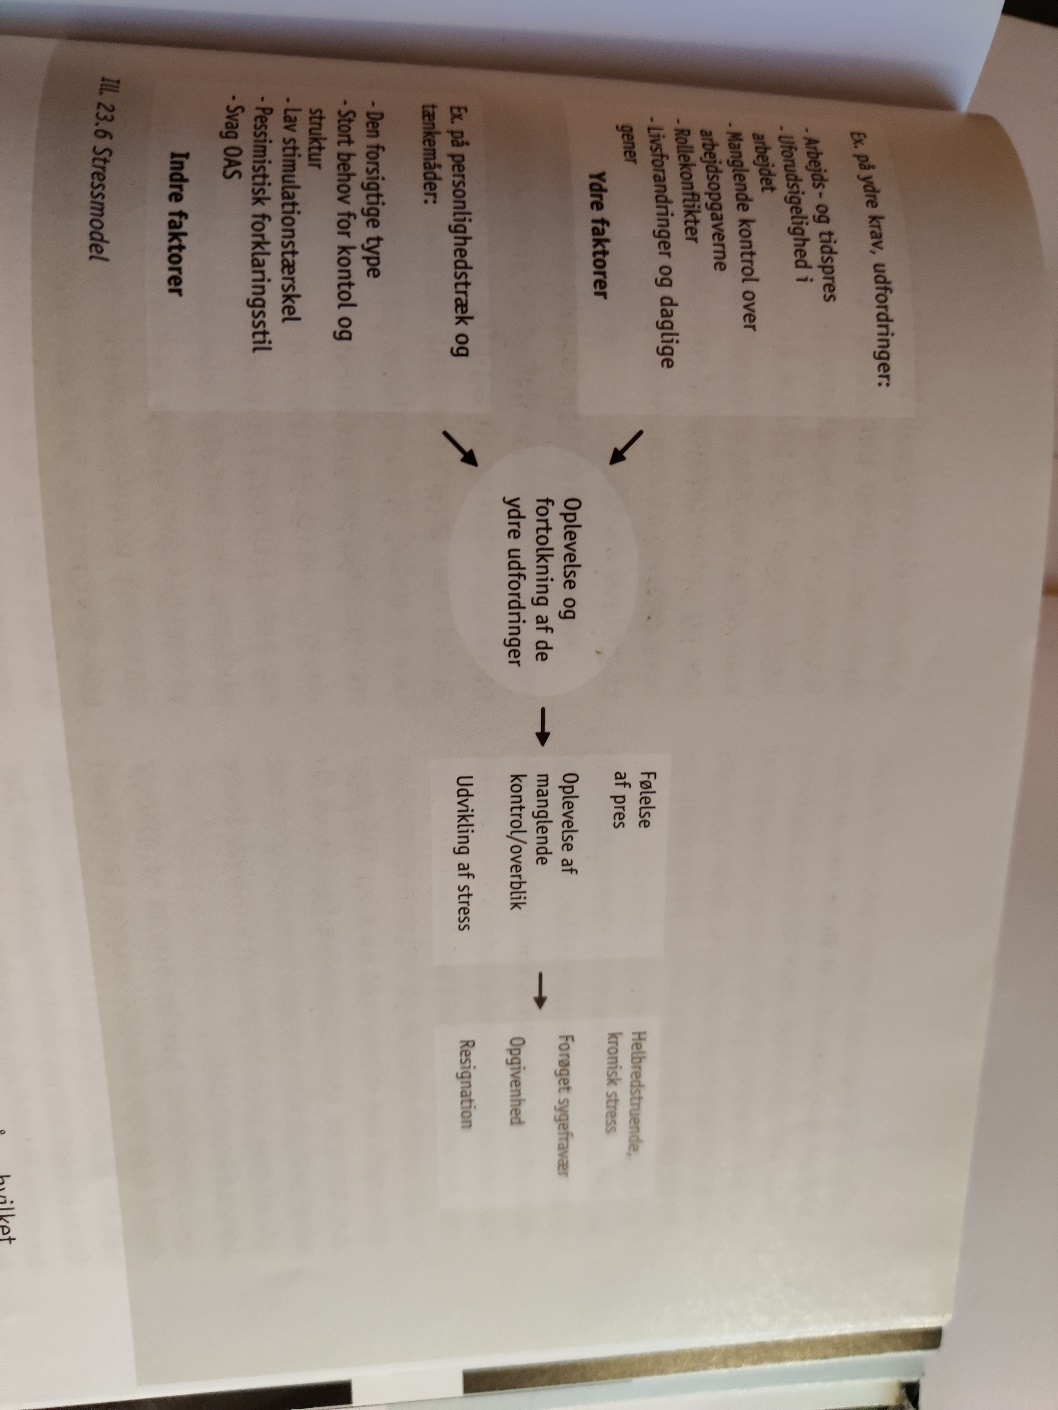 Ex. på ydre krav, udfordringer:
- Arbejds- og tidspres
- Uforudsigelighed i
arbejdet
- Manglende kontrol over
arbejdsopgaverne
- Rollekonflikter
- Livsforandringer og daglige
gener
Ydre faktorer
Ex. på personlighedstræk og
tænkemåder:
- Den forsigtige type
- Stort behov for kontol og
struktur
- Lav stimulationstærskel
- Pessimistisk forklaringsstil
- Svag OAS
Indre faktorer
Oplevelse og
fortolkning af de
ydre udfordringer
Følelse
af pres
Oplevelse af
manglende
kontrol/overblik
Udvikling af stress
Helbredstruende,
kronisk stress
Forøget sygefravær
Opgivenhed
Resignation
Ill. 23.6 Stressmodel
hvilket